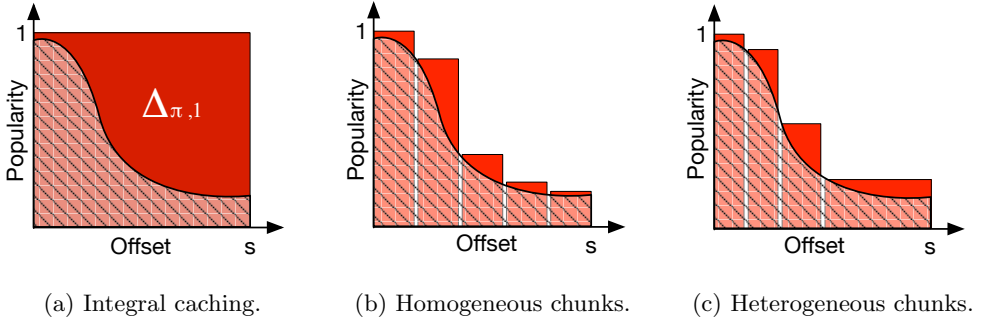 1
Popularity
Δπ,1
Offset
s
(a) Integral caching.
1
Popularity
Offset
s
(b) Homogeneous chunks.
1
Popularity
Offset
s
(c) Heterogeneous chunks.